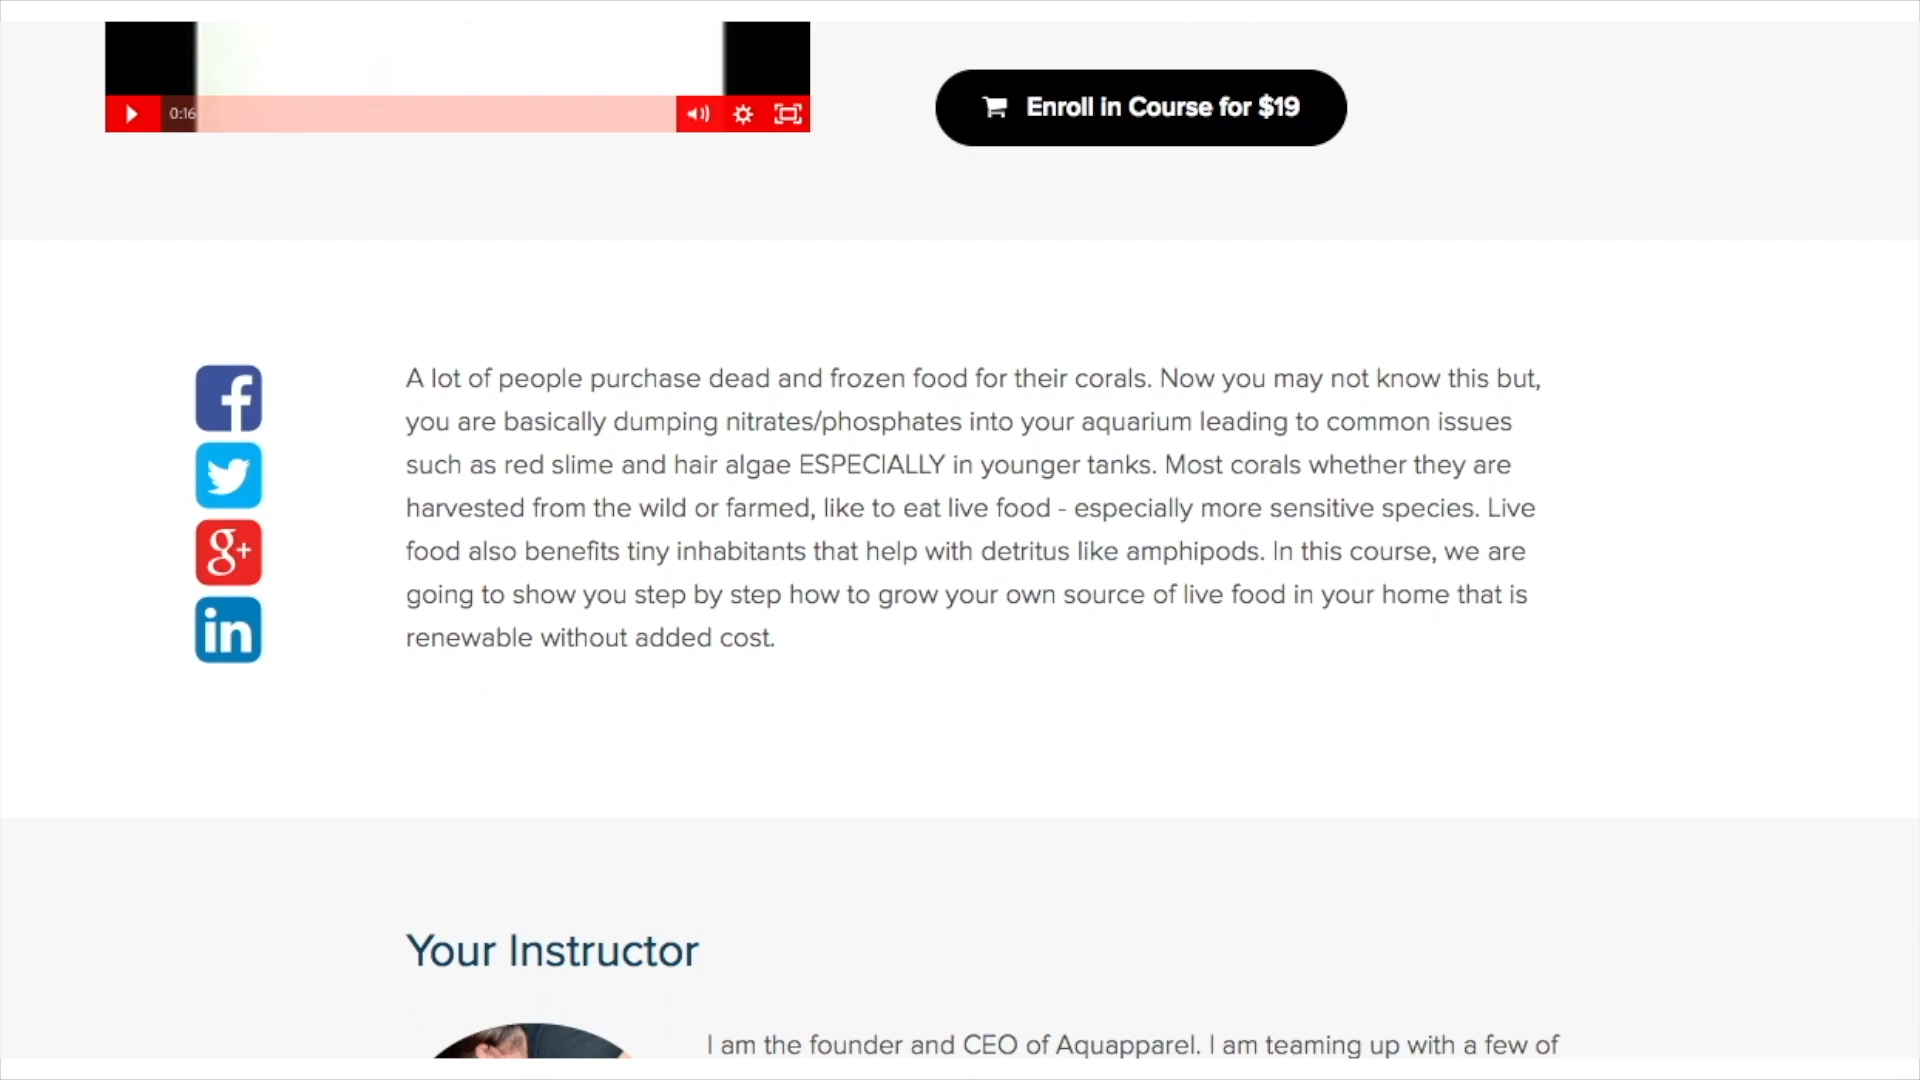 0:16
Enroll in Course for $19
A lot of people purchase dead and frozen food for their corals. Now you may not know this but,
you are basically dumping nitrates/phosphates into your aquarium leading to common issues
such as red slime and hair algae ESPECIALLY in younger tanks. Most corals whether they are
harvested from the wild or farmed, like to eat live food - especially more sensitive species. Live
food also benefits tiny inhabitants that help with detritus like amphipods. In this course, we are
going to show you step by step how to grow your own source of live food in your home that is
renewable without added cost.
f
g+
in
Your Instructor
I am the founder and CEO of Aquapparel. I am teaming up with a few of